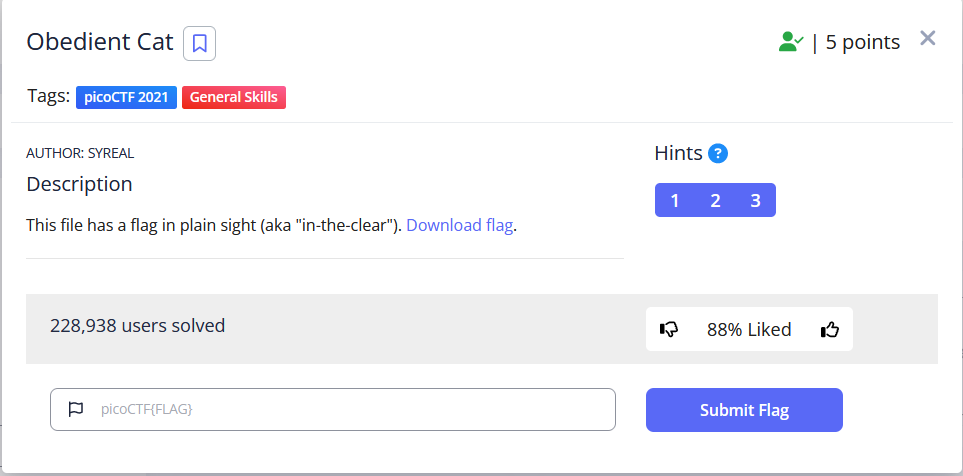 Obedient Cat
| 5 points
Tags: picoCTF 2021 General Skills
AUTHOR: SYREAL
Hints ?
Description
1 2 3
This file has a flag in plain sight (aka "in-the-clear"). Download flag.
228,938 users solved
88% Liked
picoCTF{FLAG}
Submit Flag